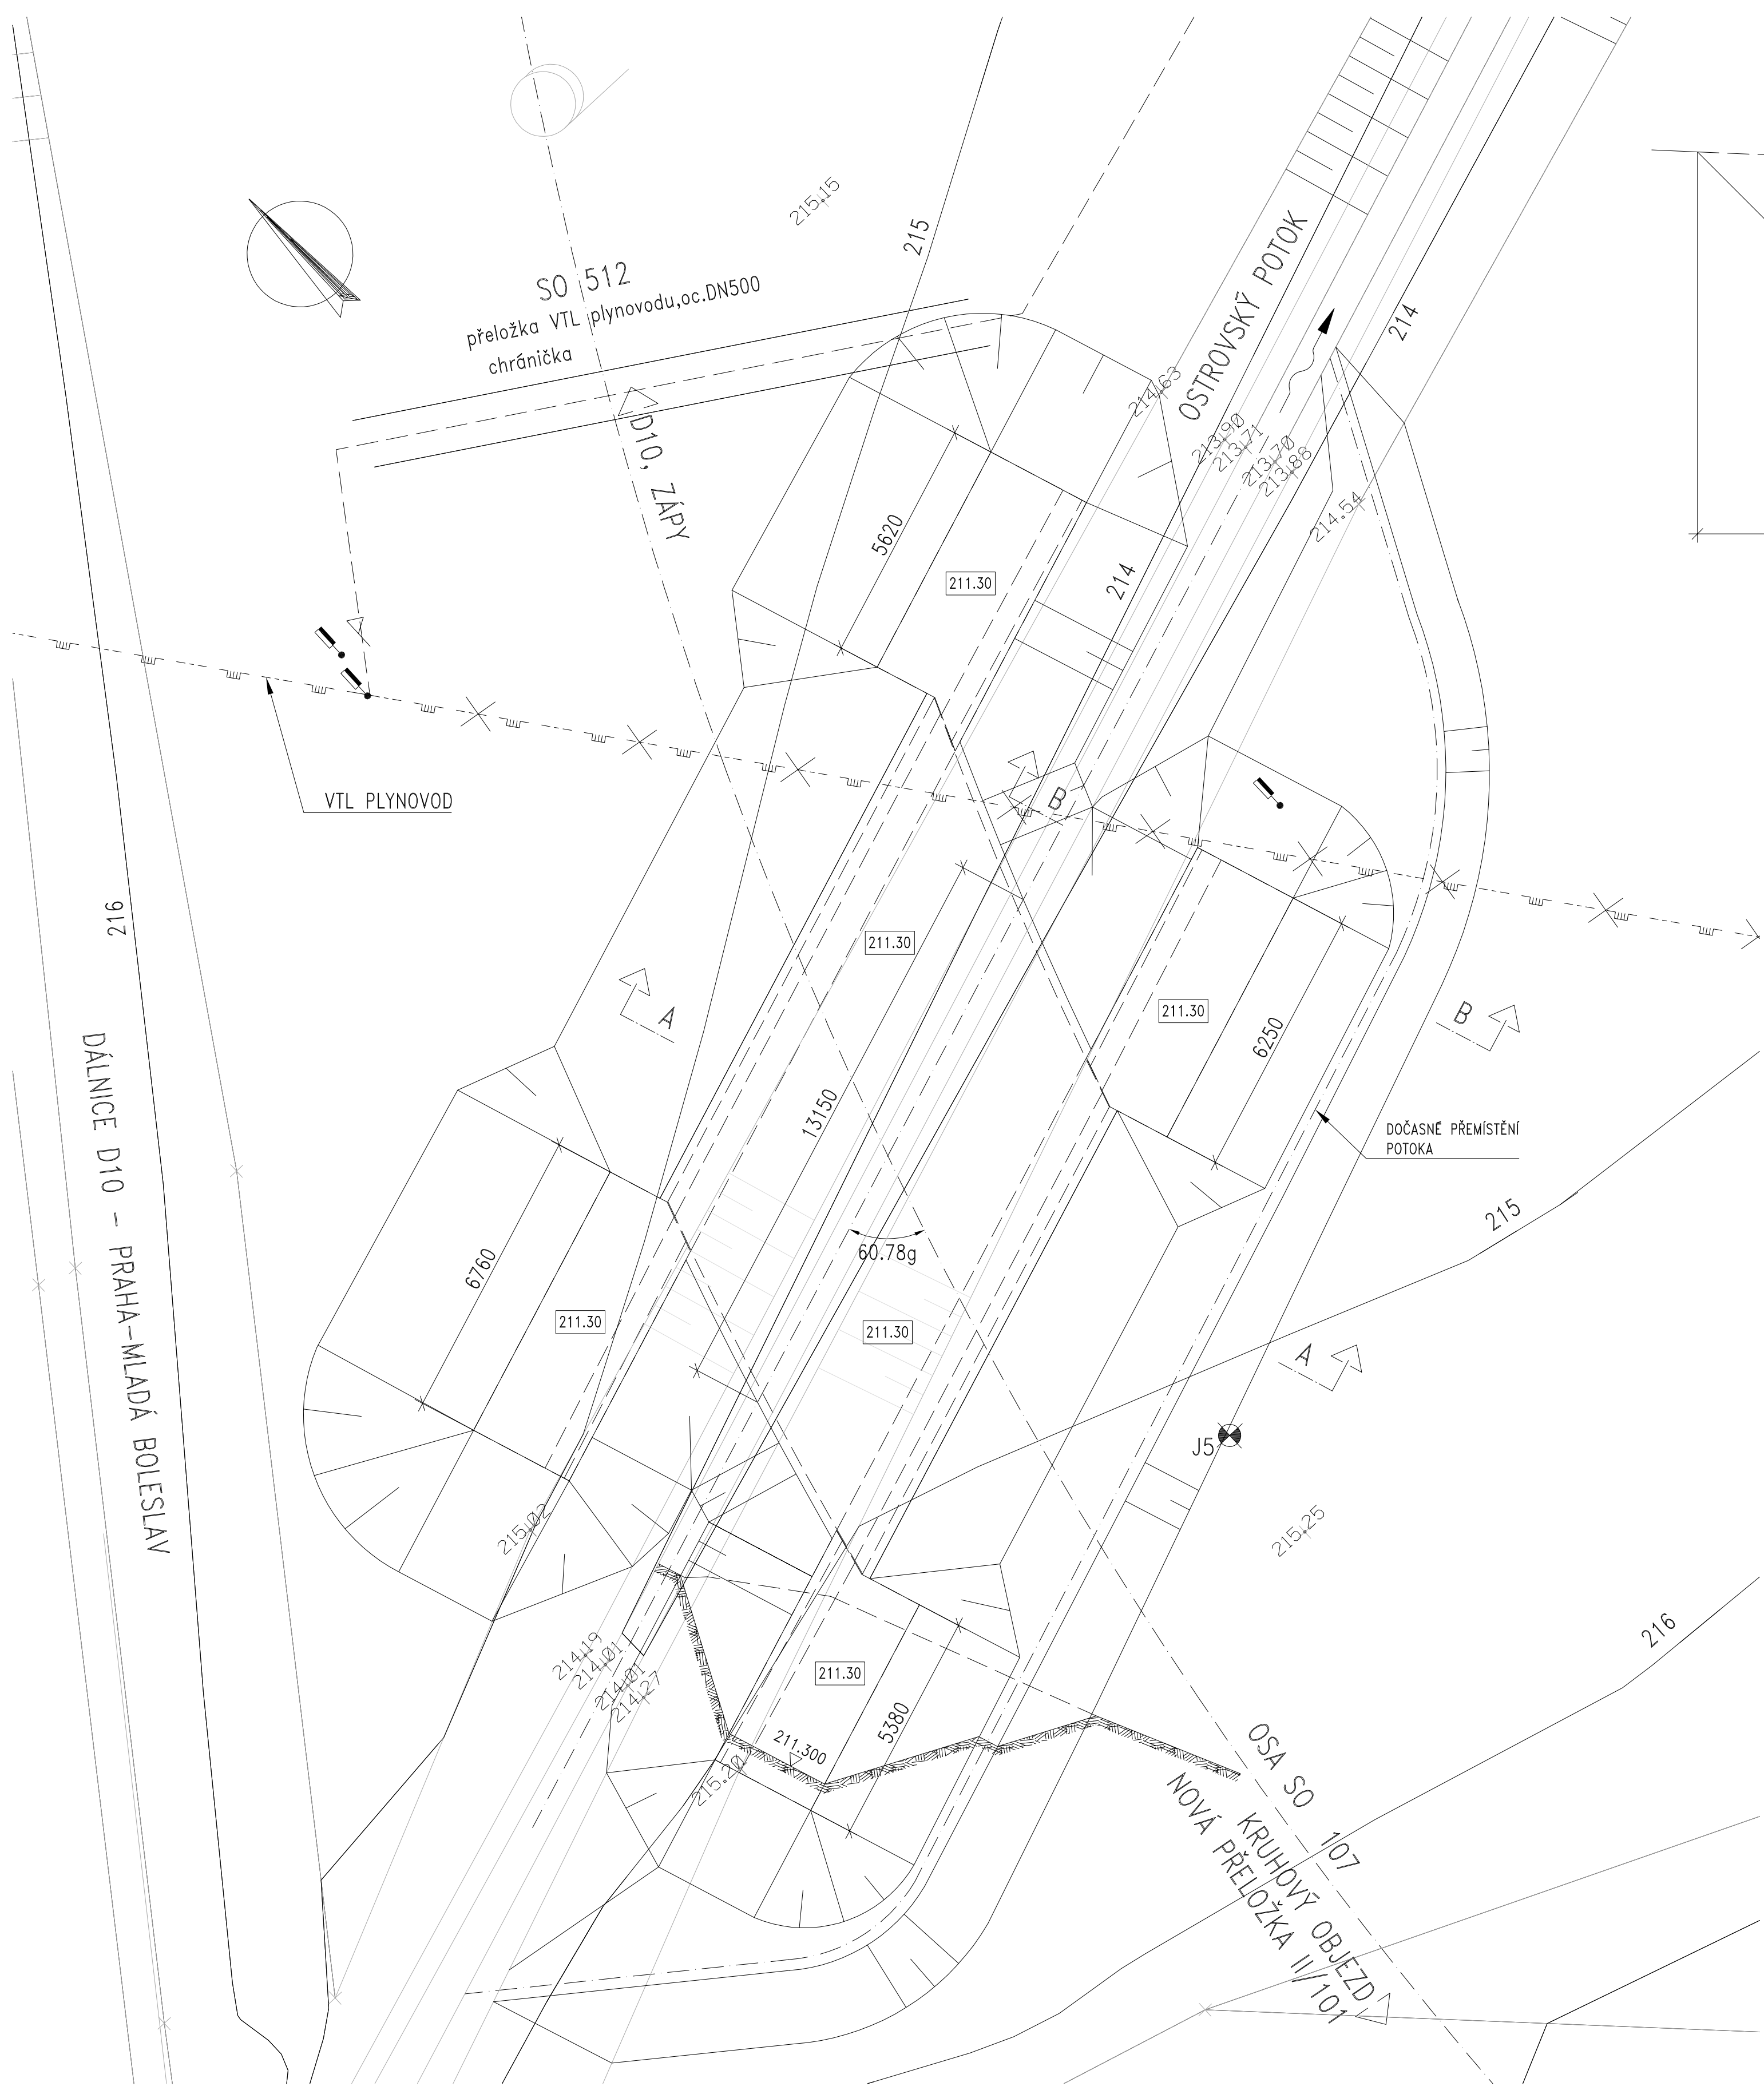 215.15
215
SO 512
přeložka VTL plynovodu,oc.DN500
chránička
OSTROVSKÝ POTOK
214
214.63
D10, ZÁPY
213.90
213.71
213.70
213.88
214.54
5620
211.30
214
VTL PLYNOVOD
B
216
211.30
211.30
A
B
6250
13150
DOČASNÉ PŘEMÍSTĚNÍ
POTOKA
DÁLNICE D10 – PRAHA–MLADÁ BOLESLAV
215
60.78g
6760
211.30
211.30
A
J5
215.02
215.25
214.19
214.01
214.01
214.27
211.30
216
5380
211.300
215.20
OSA SO 107
KRUHOVÝ OBJEZD
NOVÁ PŘELOŽKA II/101